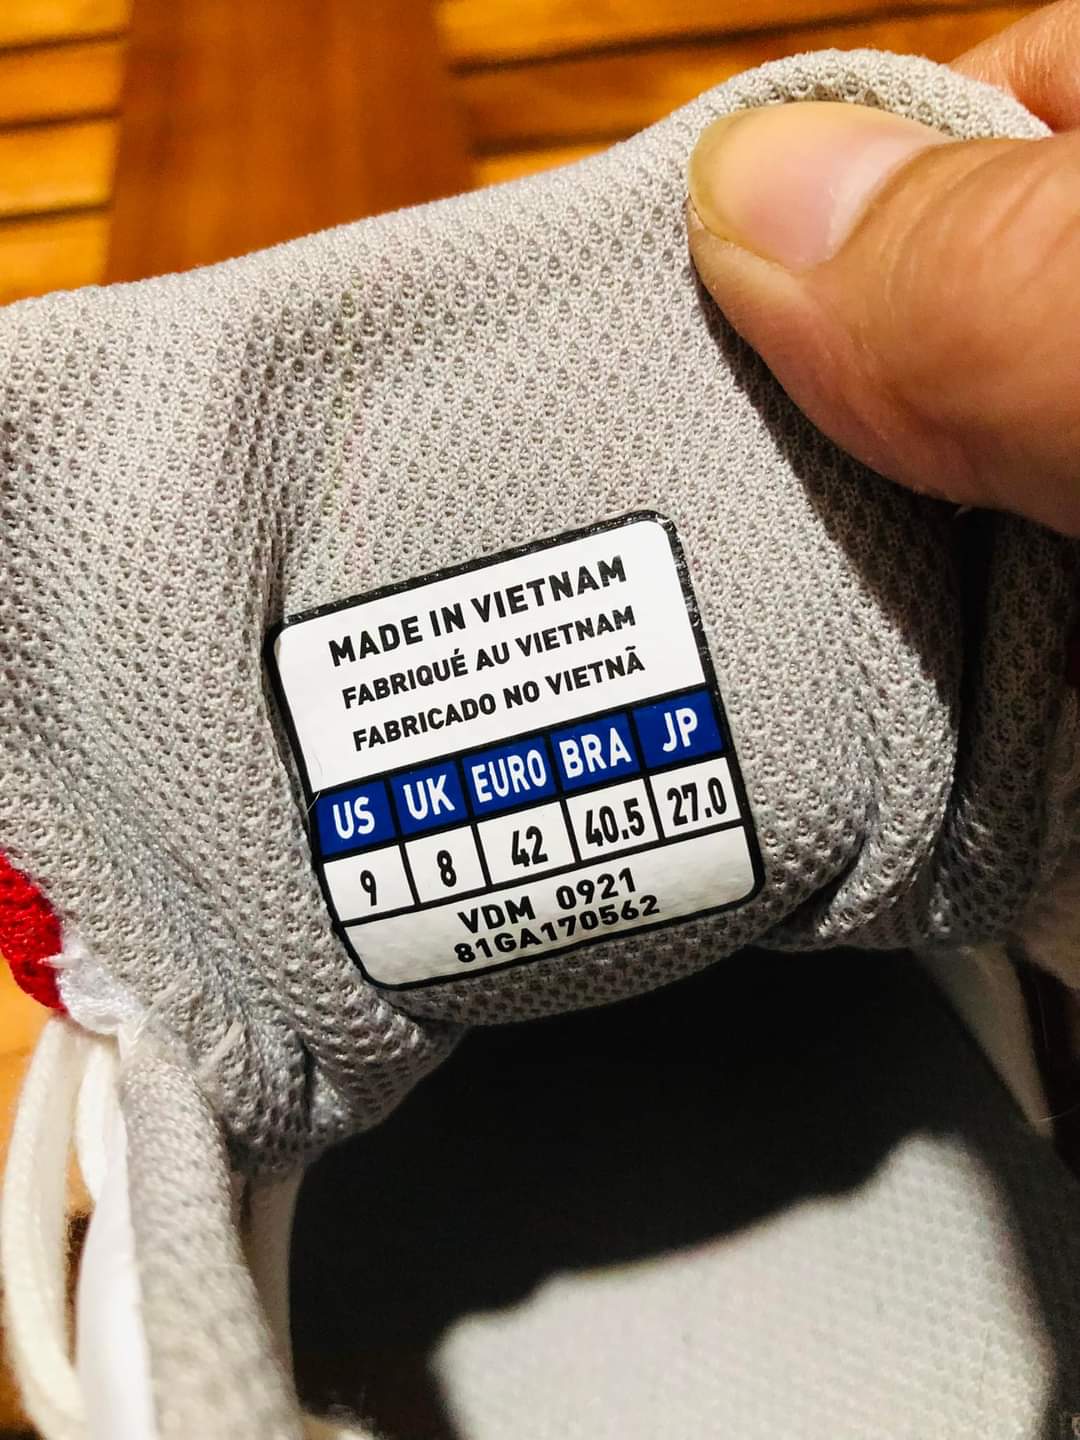 MADE IN VIETNAM
FABRIQUÉ AU VIETNAM
FABRICADO NO VIETNÃ
US UK EURO BRA JP
9 8 42 40.5 27.0
VDM 0921
81GA170562